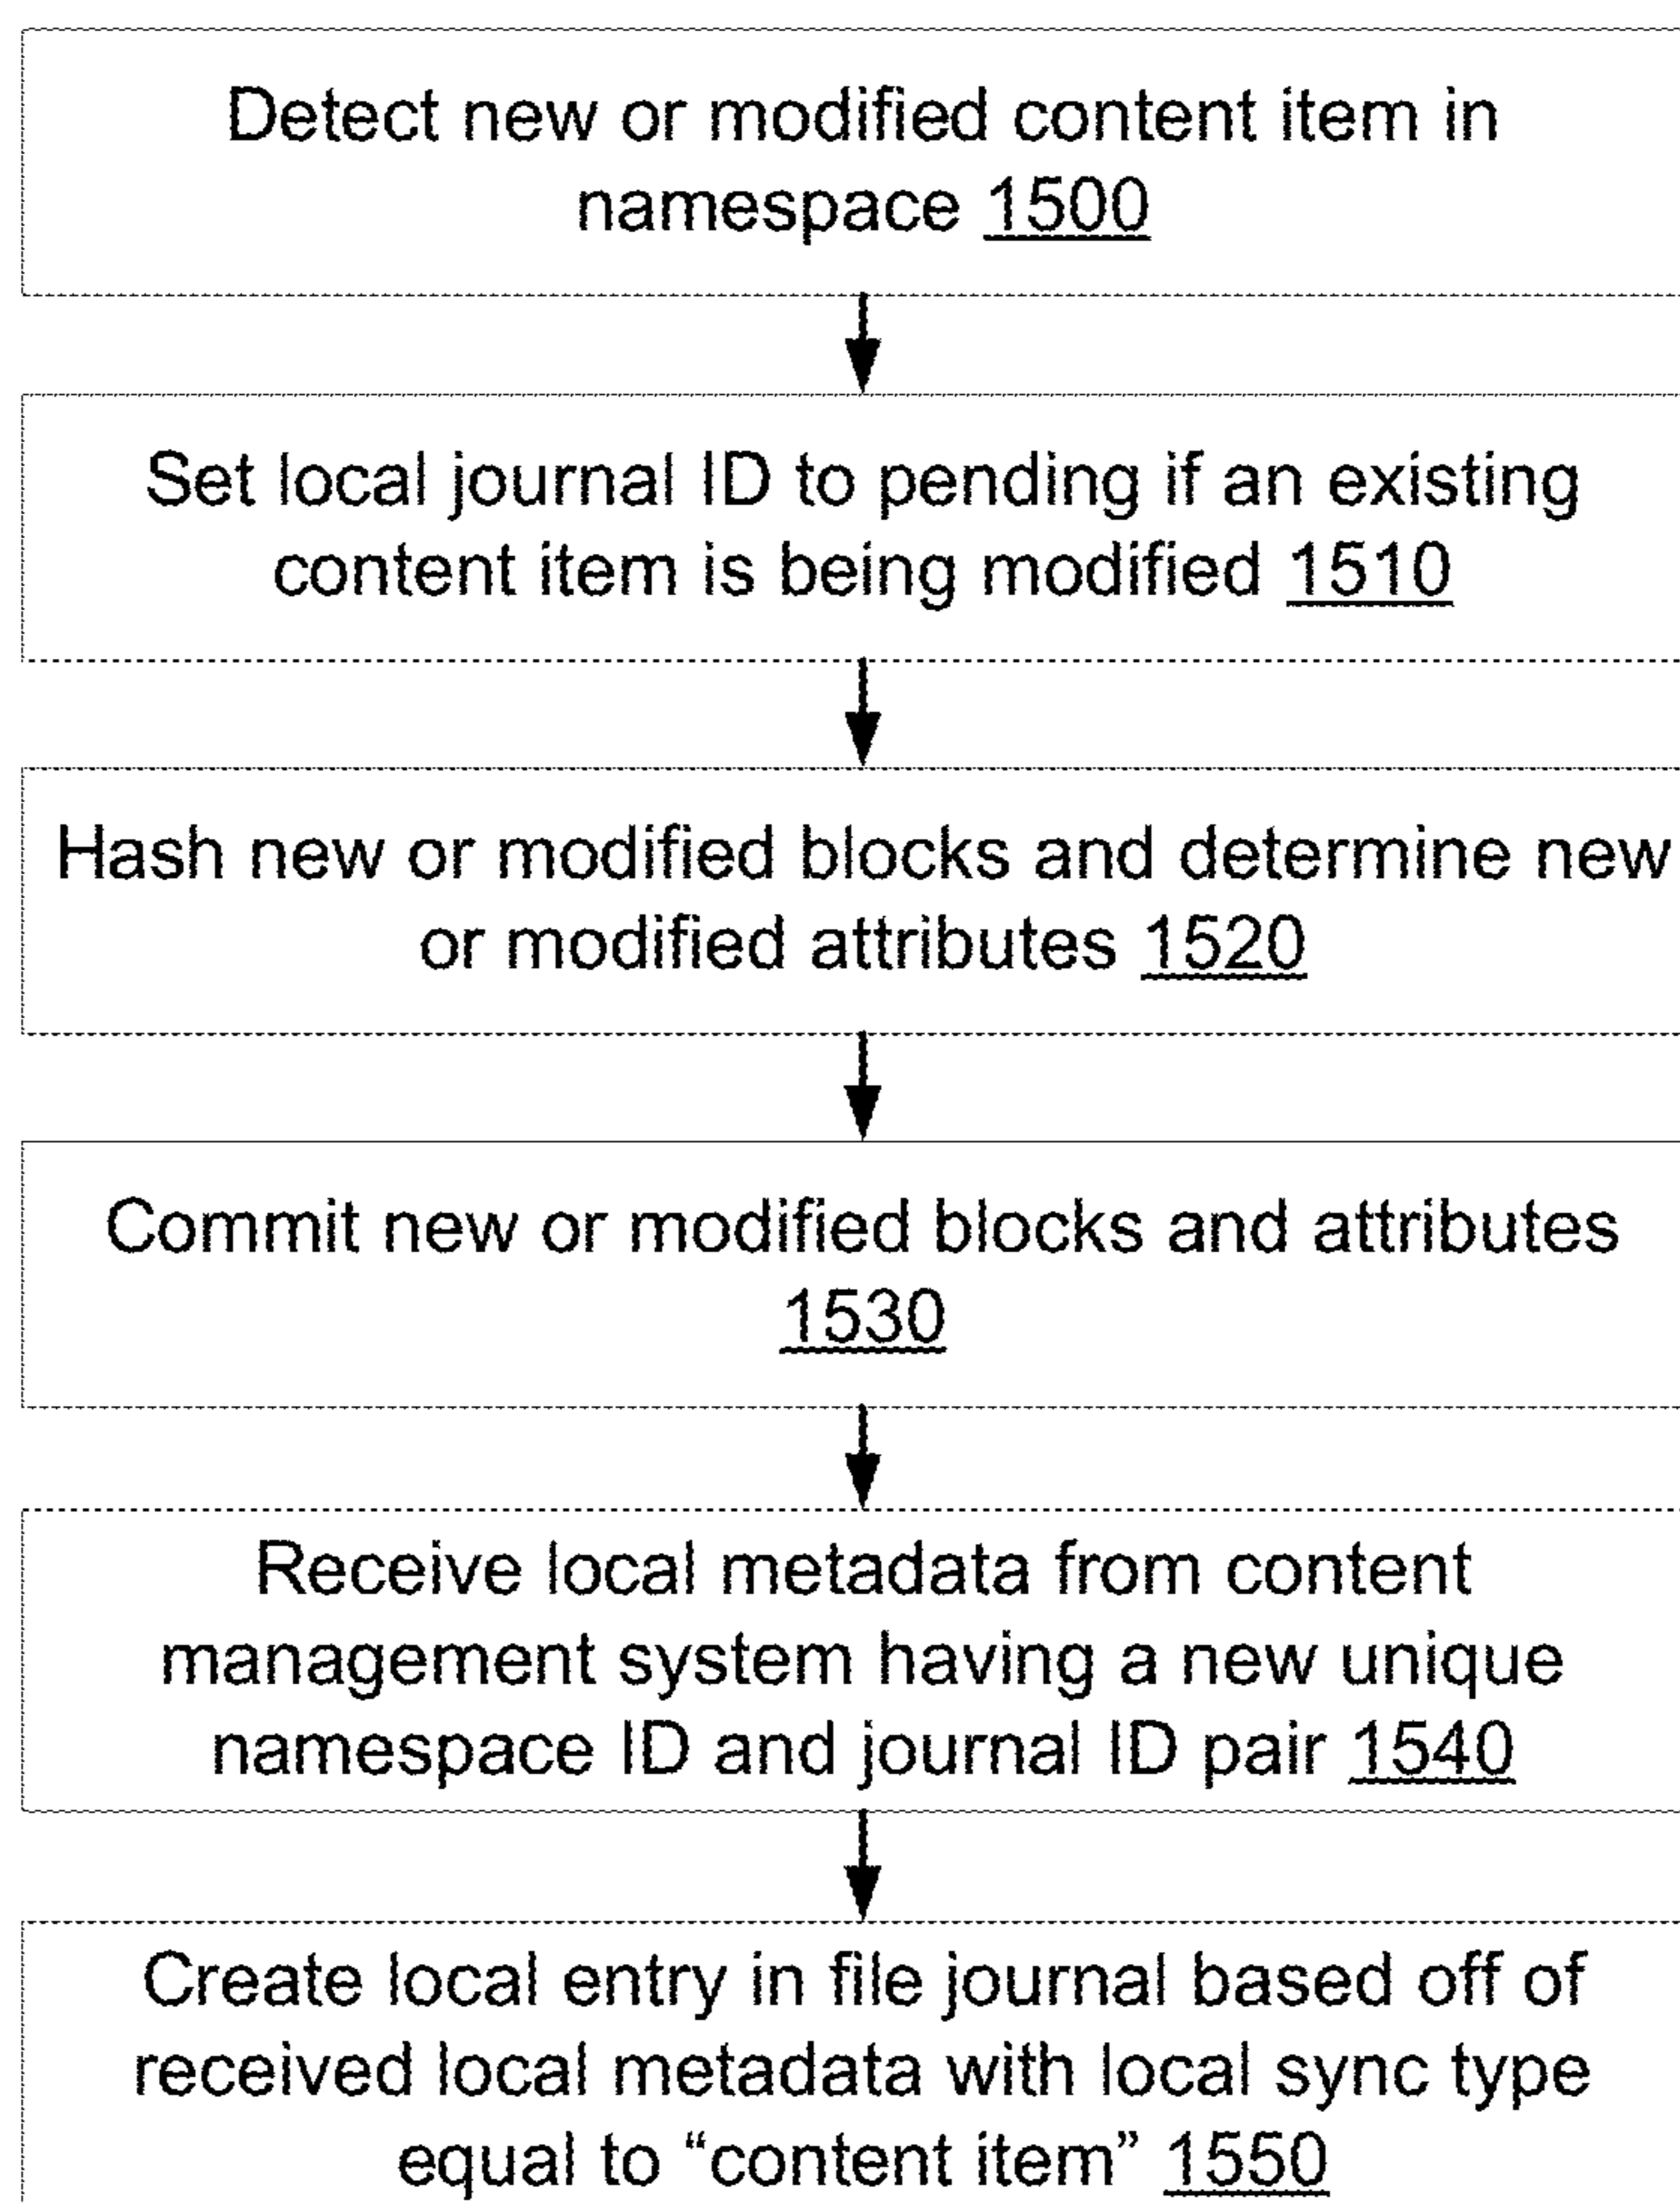 Detect new or modified content item in
namespace 1500
Set local journal ID to pending if an existing
content item is being modified 1510
Hash new or modified blocks and determine new
or modified attributes 1520
Commit new or modified blocks and attributes
1530
Receive local metadata from content
management system having a new unique
namespace ID and journal ID pair 1540
Create local entry in file journal based off of
received local metadata with local sync type
equal to “content item” 1550